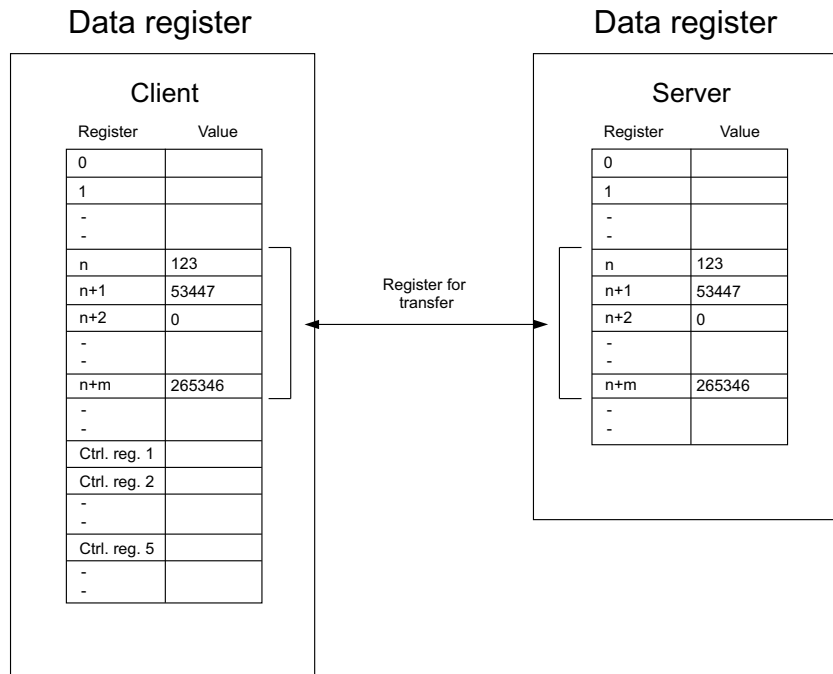 Data register
Client
Register Value
0
1
-
-
n 123
n+1 53447
n+2 0
-
-
n+m 265346
-
-
Ctrl. reg. 1
Ctrl. reg. 2
-
-
Ctrl. reg. 5
-
-
Register for
transfer
Data register
Server
Register Value
0
1
-
-
n 123
n+1 53447
n+2 0
-
-
n+m 265346
-
-